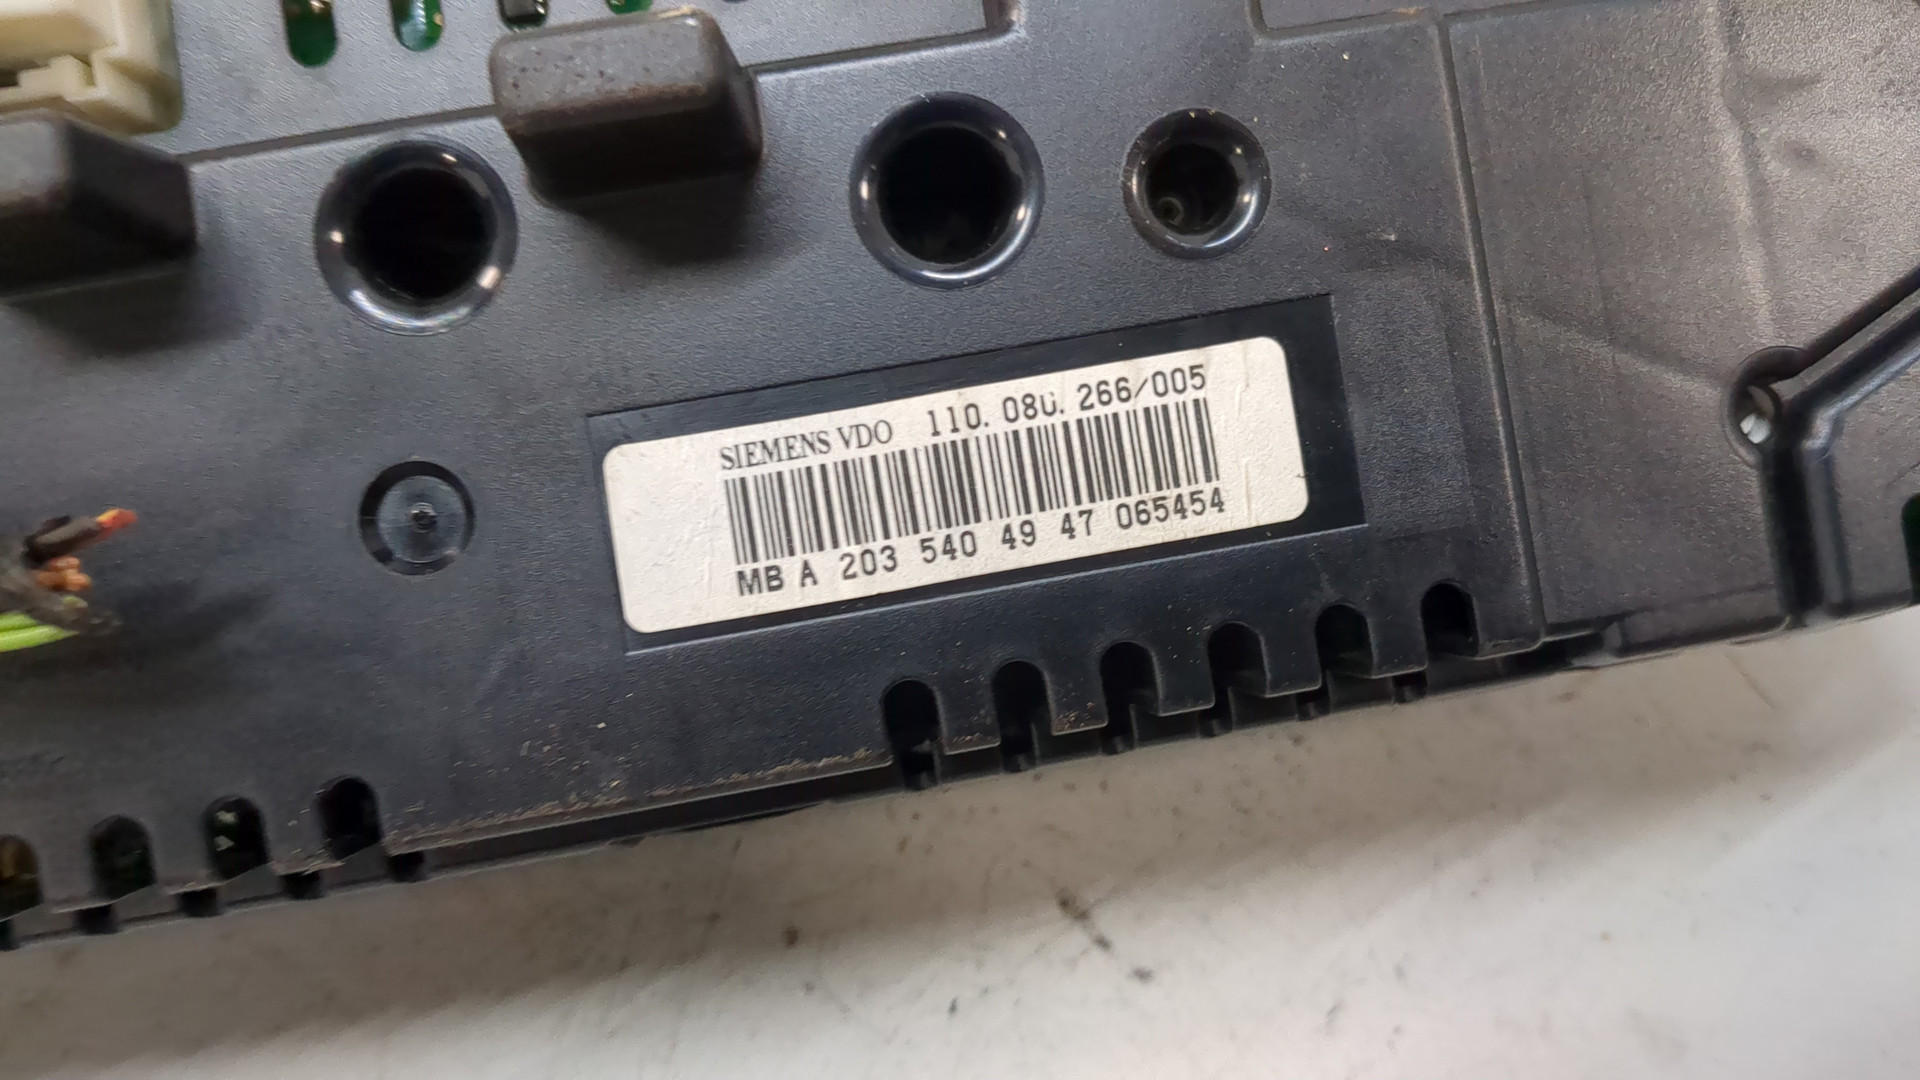 SIEMENS VDO 110.080.266/005
MB A 203 540 49 47 065454